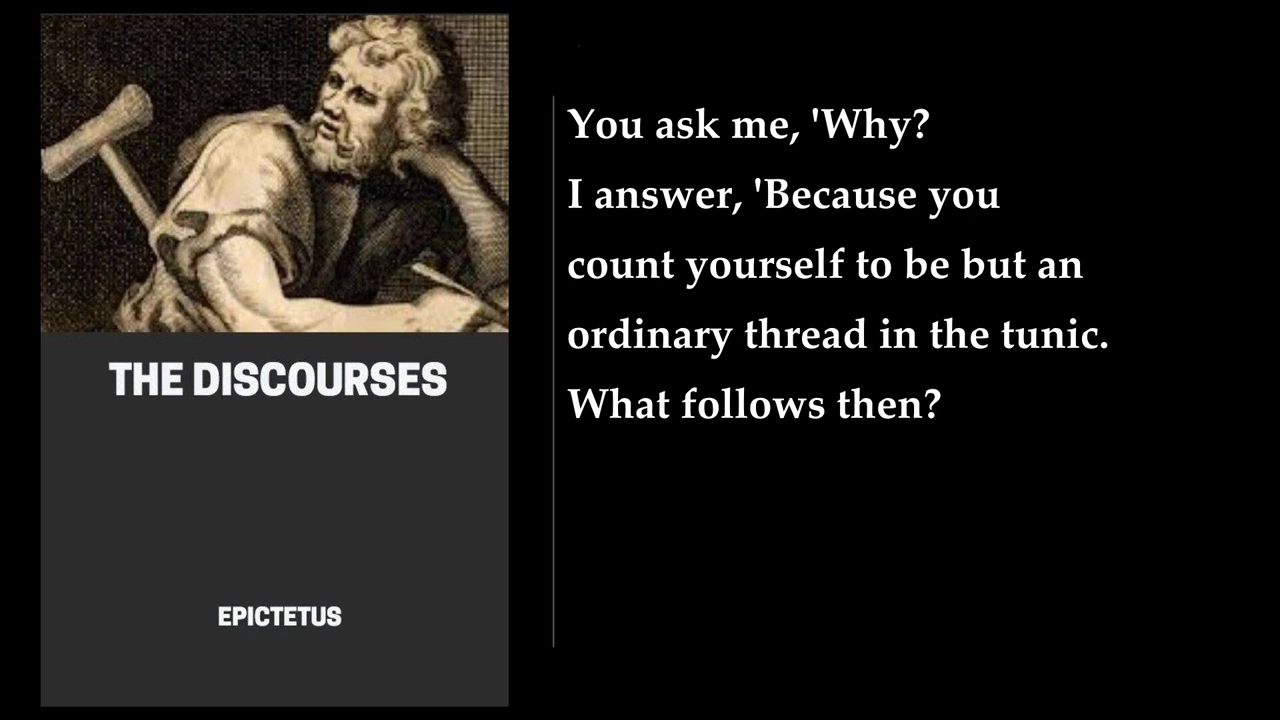 THE DISCOURSES
EPICTETUS
You ask me, 'Why?
I answer, 'Because you
count yourself to be but an
ordinary thread in the tunic.
What follows then?